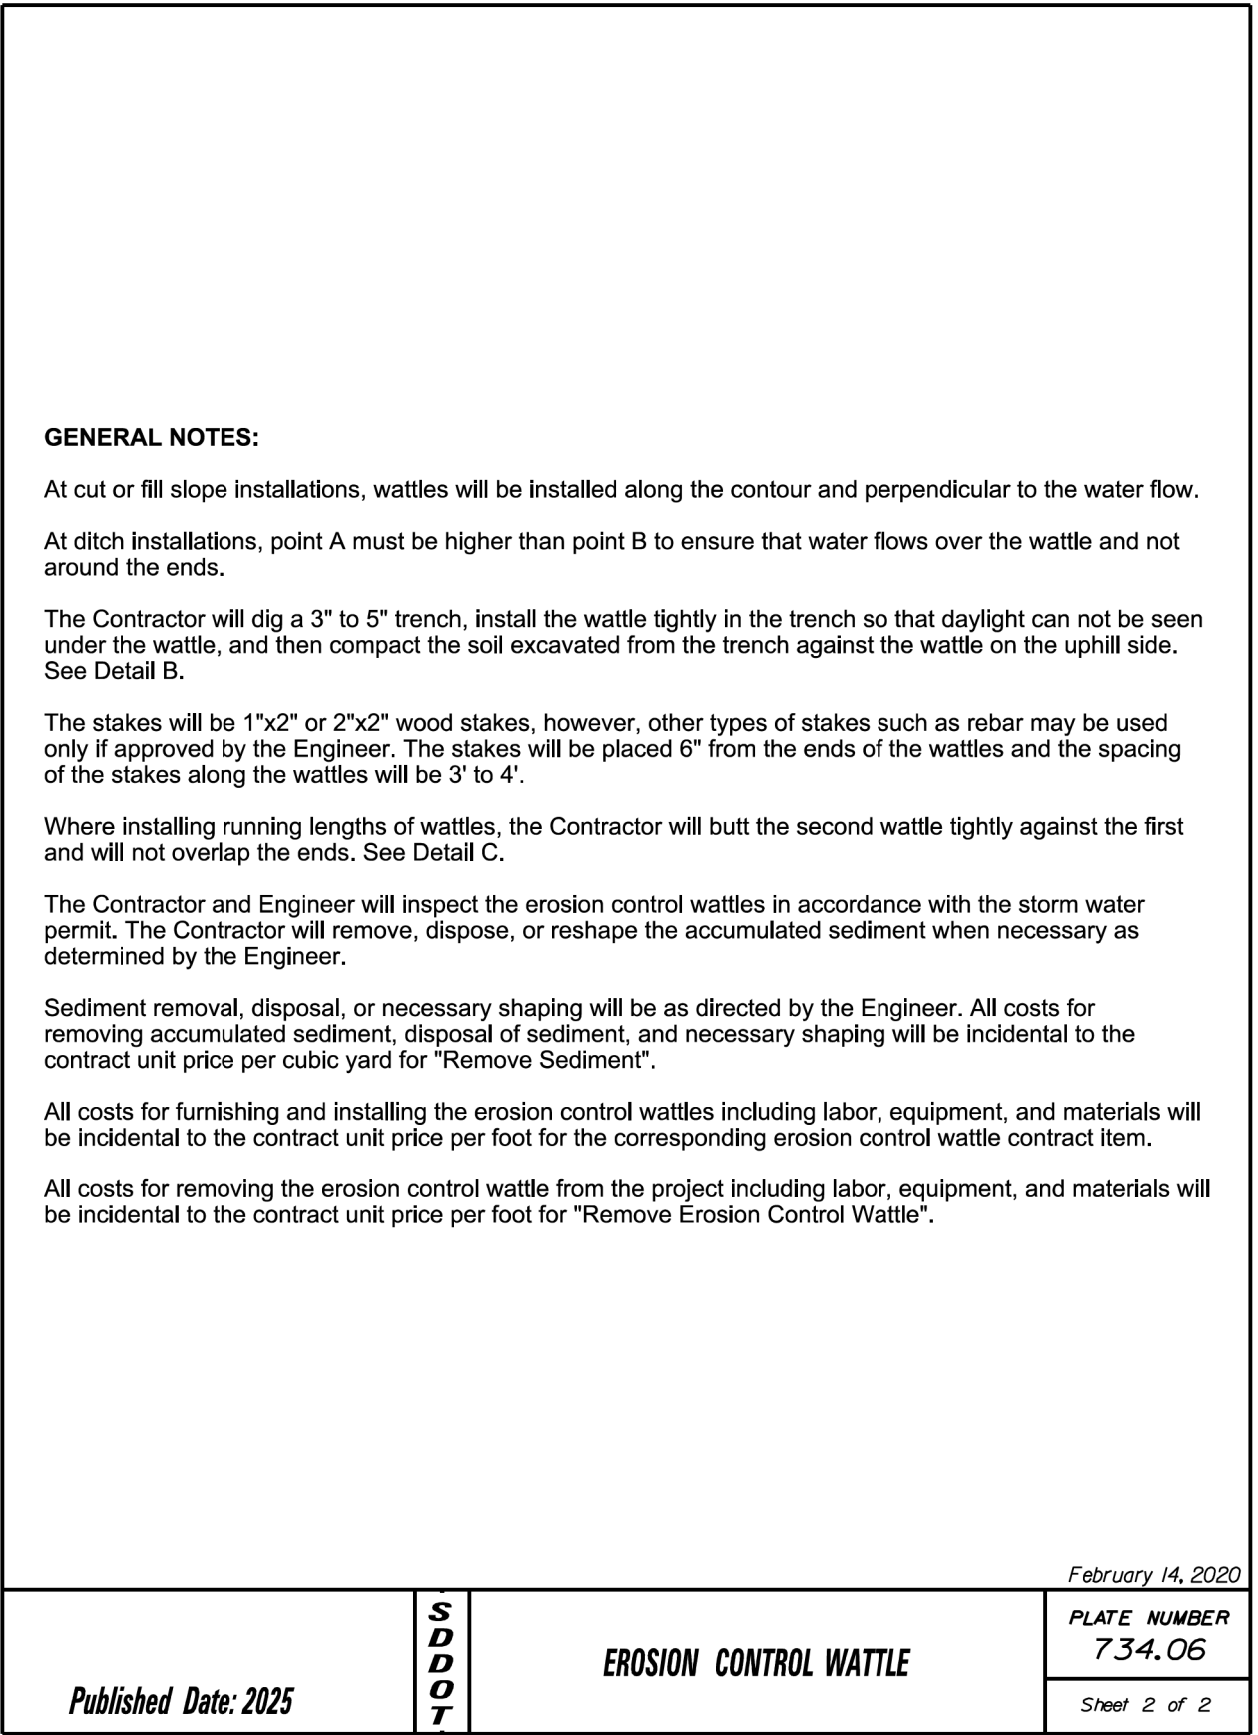 GENERAL NOTES:
At cut or fill slope installations, wattles will be installed along the contour and perpendicular to the water flow.
At ditch installations, point A must be higher than point B to ensure that water flows over the wattle and not
around the ends.
The Contractor will dig a 3" to 5" trench, install the wattle tightly in the trench so that daylight can not be seen
under the wattle, and then compact the soil excavated from the trench against the wattle on the uphill side.
See Detail B.
The stakes will be 1"x2" or 2"x2" wood stakes, however, other types of stakes such as rebar may be used
only if approved by the Engineer. The stakes will be placed 6" from the ends of the wattles and the spacing
of the stakes along the wattles will be 3' to 4'.
Where installing running lengths of wattles, the Contractor will butt the second wattle tightly against the first
and will not overlap the ends. See Detail C.
The Contractor and Engineer will inspect the erosion control wattles in accordance with the storm water
permit. The Contractor will remove, dispose, or reshape the accumulated sediment when necessary as
determined by the Engineer.
Sediment removal, disposal, or necessary shaping will be as directed by the Engineer. All costs for
removing accumulated sediment, disposal of sediment, and necessary shaping will be incidental to the
contract unit price per cubic yard for "Remove Sediment".
All costs for furnishing and installing the erosion control wattles including labor, equipment, and materials will
be incidental to the contract unit price per foot for the corresponding erosion control wattle contract item.
All costs for removing the erosion control wattle from the project including labor, equipment, and materials will
be incidental to the contract unit price per foot for "Remove Erosion Control Wattle".
February 14, 2020
Published Date: 2025
S
D
D
O
T
EROSION CONTROL WATTLE
PLATE NUMBER
734.06
Sheet 2 of 2